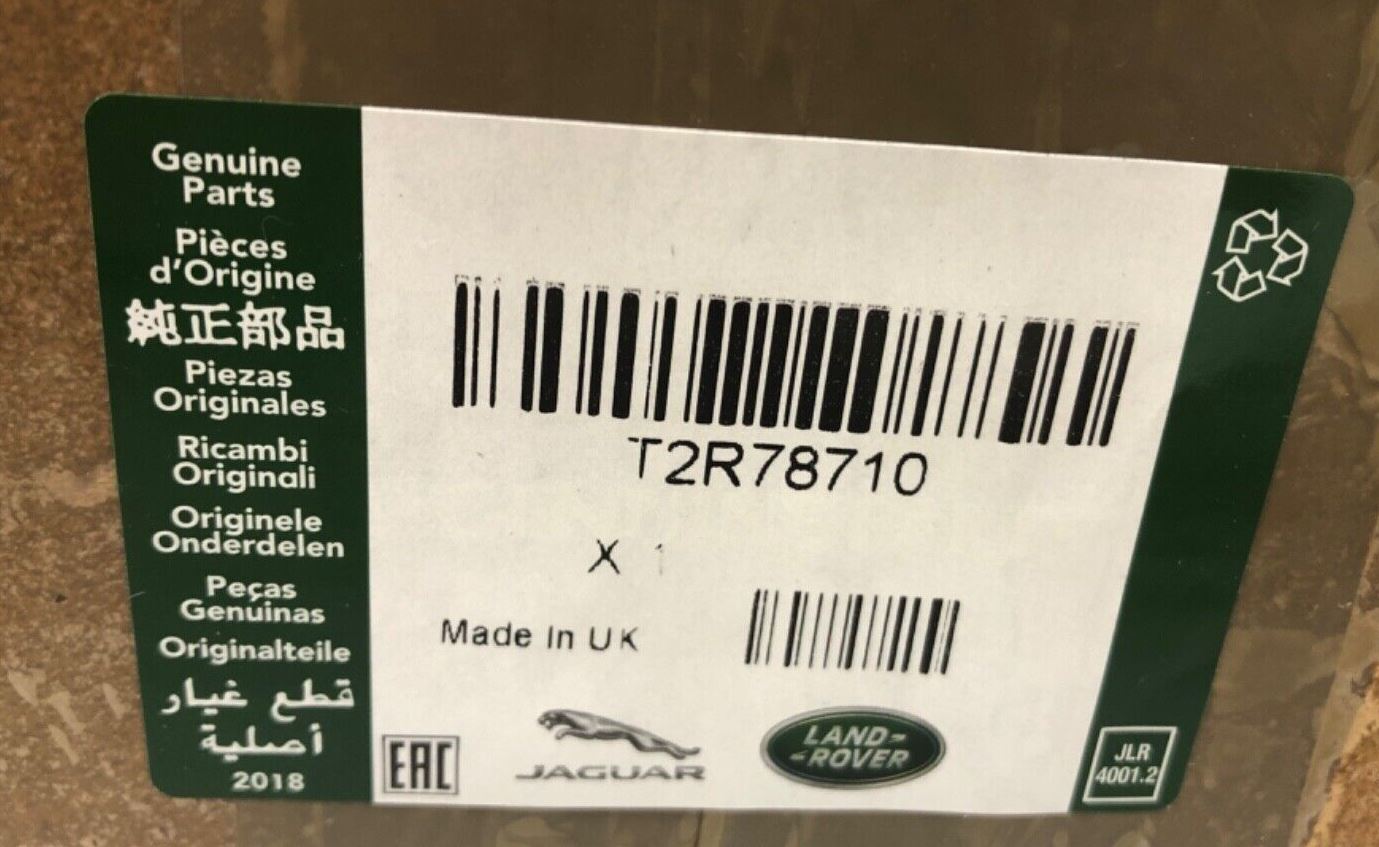 Genuine
Parts
Pièces
d'Origine
純正部品
Piezas
Originales
Ricambi
Originali
Originele
Onderdelen
Peças
Genuinas
Originalteile
قطع غيار
أصلية
2018
T2R78710
X 1
Made In UK
EAC
JAGUAR
LAND-
-ROVER
JLR
4001.2